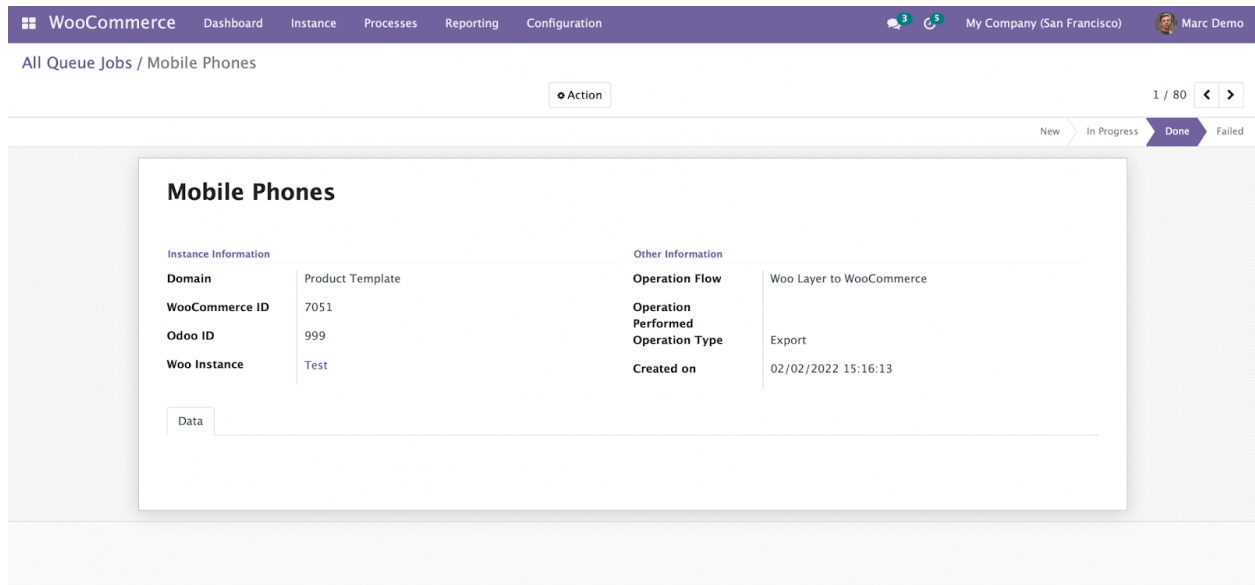 WooCommerce Dashboard Instance Processes Reporting Configuration 3 5 My Company (San Francisco) Marc Demo
All Queue Jobs / Mobile Phones
Action 1 / 80
New In Progress Done Failed
Mobile Phones
Instance Information
Domain Product Template
WooCommerce ID 7051
Odoo ID 999
Woo Instance Test
Other Information
Operation Flow Woo Layer to WooCommerce
Operation
Performed
Operation Type Export
Created on 02/02/2022 15:16:13
Data